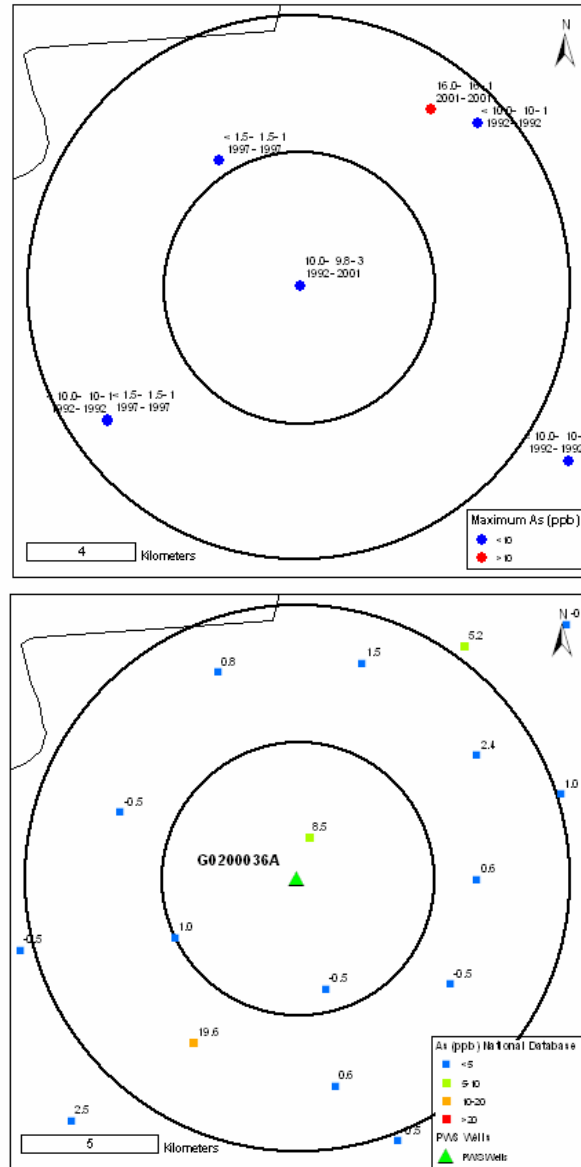 N
16.0- 16-1
2001-2001
< 10.0- 10-1
1992-1992
< 1.5- 1.5-1
1997-1997
10.0- 9.8-3
1992-2001
< 10.0- 10-1 < 1.5- 1.5-1
1992-1992 1997-1997
< 10.0- 10-
1992-1992
Maximum As (ppb)
<10
>10
4 Kilometers
N
-0
5.2
0.8
1.5
2.4
1.0
-0.5
8.5
G0200036A
0.6
1.0
-0.5
-0.5
-0.5
19.6
0.6
2.5
-0.5
As (ppb) National Database
<5
5-10
10-20
>20
PWS Wells
PWS Wells
5 Kilometers